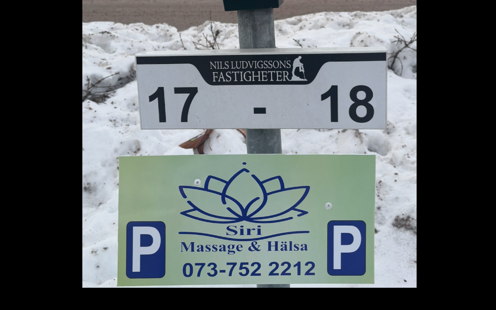 NILS LUDVIGSSONS
FASTIGHETER
17 - 18
Siri
Massage & Hälsa
P P
073-752 2212